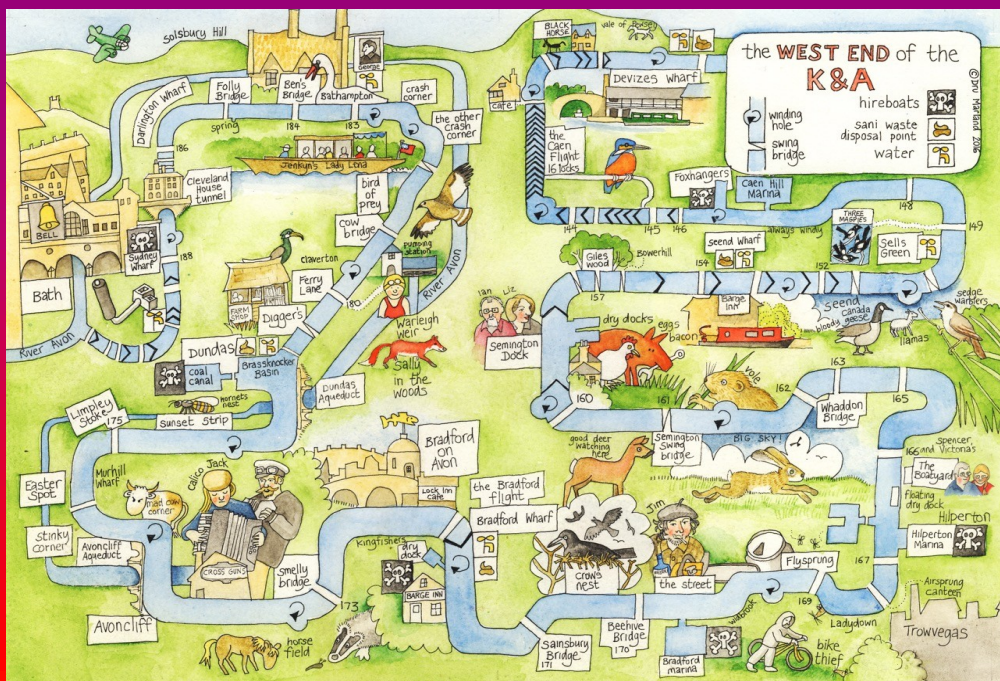 the WEST END of the
K&A
hireboats
sani waste
disposal point
water
winding
hole
swing
bridge
© Dru Marland 2016
Solsbury Hill
George
Darlington Wharf
Folly
Bridge
Ben's
Bridge
Bathampton
crash
corner
the other
crash
corner
spring
184
183
186
Jenkyn's Lady Lena
Cleveland
House
tunnel
bird
of
prey
cow
bridge
BELL
Sydney
Wharf
188
Bath
River Avon
claverton
pumping
station
River Avon
Ferry
Lane
180
FARM
SHOP
Digger's
Warleigh
Weir
Sally
in the
woods
Dundas
coal
canal
Brassknocker
Basin
Dundas
Aqueduct
hornets
nest
Sunset Strip
Limpley
Stoke
175
Murhill
Wharf
Calico Jack
mad cow
corner
Easter
Spot
stinky
corner
Avoncliff
Aqueduct
CROSS GUNS
smelly
bridge
Avoncliff
173
horse
field
Bradford
on
Avon
Lock Inn
cafe
the Bradford
flight
Bradford Wharf
kingfishers
dry
dock
BARGE INN
BLACK
HORSE
vale of Pewsey
cafe
Devizes Wharf
the
Caen
Flight
16 locks
Foxhangers
Caen Hill
Marina
144
145
146
always windy
148
149
THREE
MAGPIES
Sells
Green
Giles
wood
Bowerhill
seend Wharf
154
152
157
Barge
INN
seend
canada
bloody geese
llamas
sedge
warblers
Ian
Liz
Semington
Dock
dry docks
eggs
bacon
vole
160
161
162
163
165
Whaddon
Bridge
good deer
watching
here
Semington
Swing
bridge
BIG SKY!
166
Spencer
and Victoria's
The
Boatyard
floating
dry dock
Hilperton
Hilperton
Marina
crow's
nest
Jim
the street
Flysprung
167
169
Airsprung
canteen
Sainsbury
Bridge
171
Beehive
Bridge
170
Bradford
marina
widbrook
Ladydown
bike
thief
Trowvegas